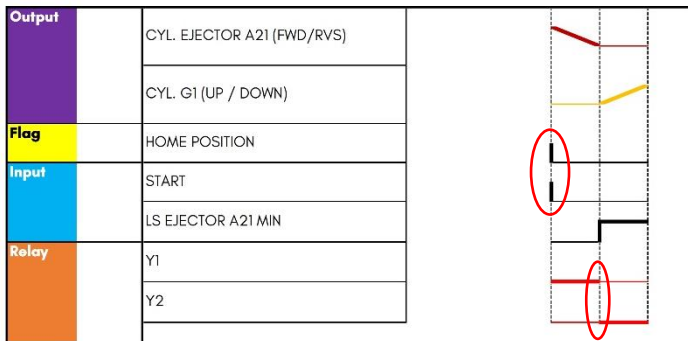 Output
CYL. EJECTOR A21 (FWD/RVS)
CYL. G1 (UP / DOWN)
Flag
HOME POSITION
Input
START
LS EJECTOR A21 MIN
Relay
Y1
Y2